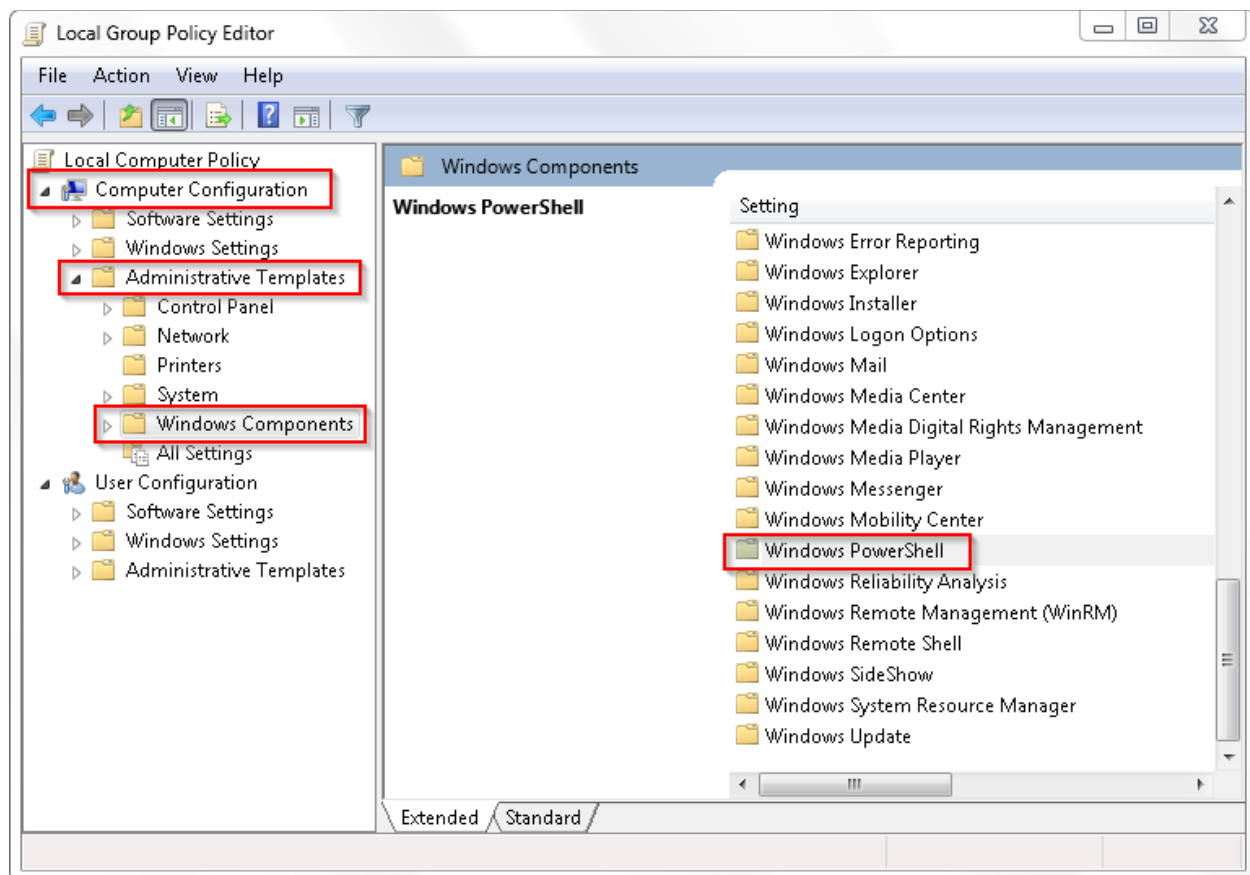 Local Group Policy Editor
File Action View Help
Local Computer Policy
Computer Configuration
Software Settings
Windows Settings
Administrative Templates
Control Panel
Network
Printers
System
Windows Components
All Settings
User Configuration
Software Settings
Windows Settings
Administrative Templates
Windows Components
Windows PowerShell
Setting
Windows Error Reporting
Windows Explorer
Windows Installer
Windows Logon Options
Windows Mail
Windows Media Center
Windows Media Digital Rights Management
Windows Media Player
Windows Messenger
Windows Mobility Center
Windows PowerShell
Windows Reliability Analysis
Windows Remote Management (WinRM)
Windows Remote Shell
Windows SideShow
Windows System Resource Manager
Windows Update
Extended Standard